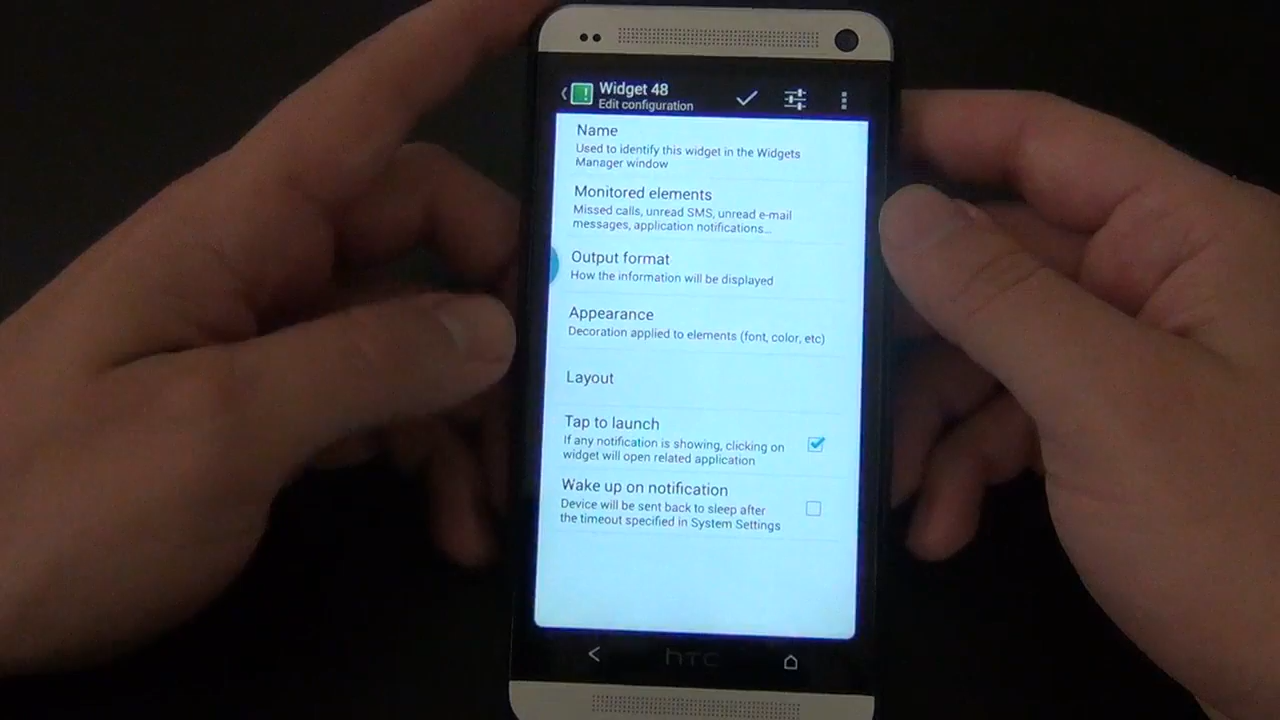 Widget 48
Edit configuration
Name
Used to identify this widget in the Widgets
Manager window
Monitored elements
Missed calls, unread SMS, unread e-mail
messages, application notifications...
Output format
How the information will be displayed
Appearance
Decoration applied to elements (font, color, etc)
Layout
Tap to launch
If any notification is showing, clicking on
widget will open related application
Wake up on notification
Device will be sent back to sleep after
the timeout specified in System Settings
hTC